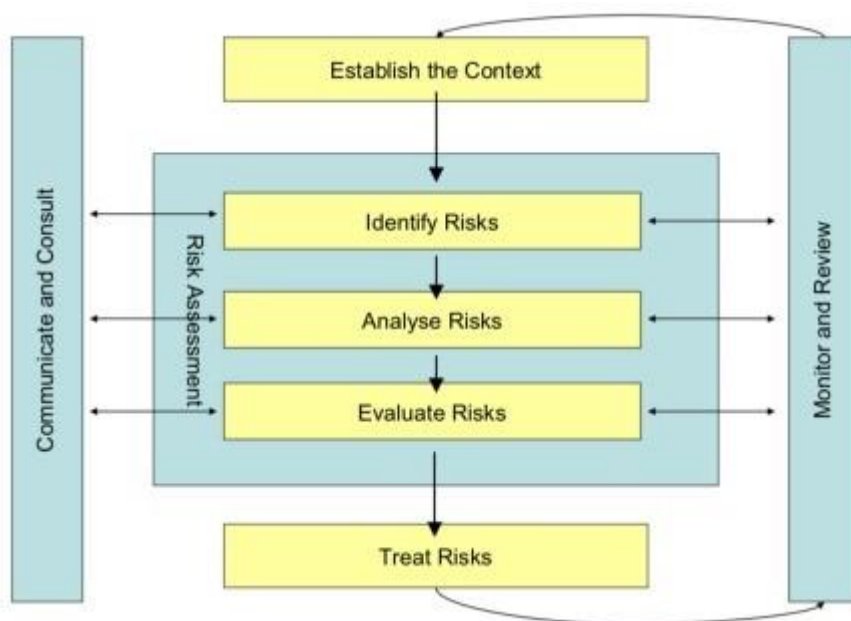 Establish the Context
Communicate and Consult
Risk Assessment
Identify Risks
Analyse Risks
Evaluate Risks
Monitor and Review
Treat Risks